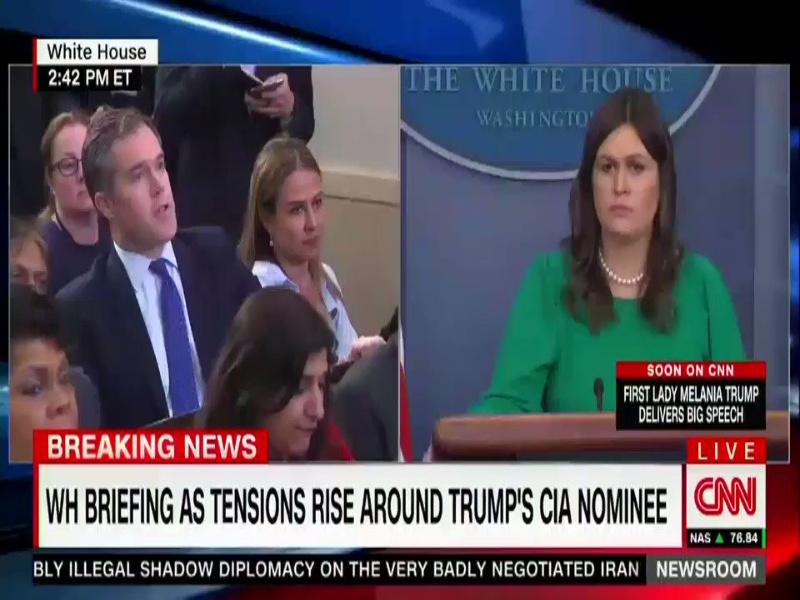 White House
2:42 PM ET
THE WHITE HOUSE
WASHINGTO
SOON ON CNN
FIRST LADY MELANIA TRUMP
DELIVERS BIG SPEECH
BREAKING NEWS
LIVE
WH BRIEFING AS TENSIONS RISE AROUND TRUMP'S CIA NOMINEE
CNN
NAS ▲ 76.84
BLY ILLEGAL SHADOW DIPLOMACY ON THE VERY BADLY NEGOTIATED IRAN
NEWSROOM